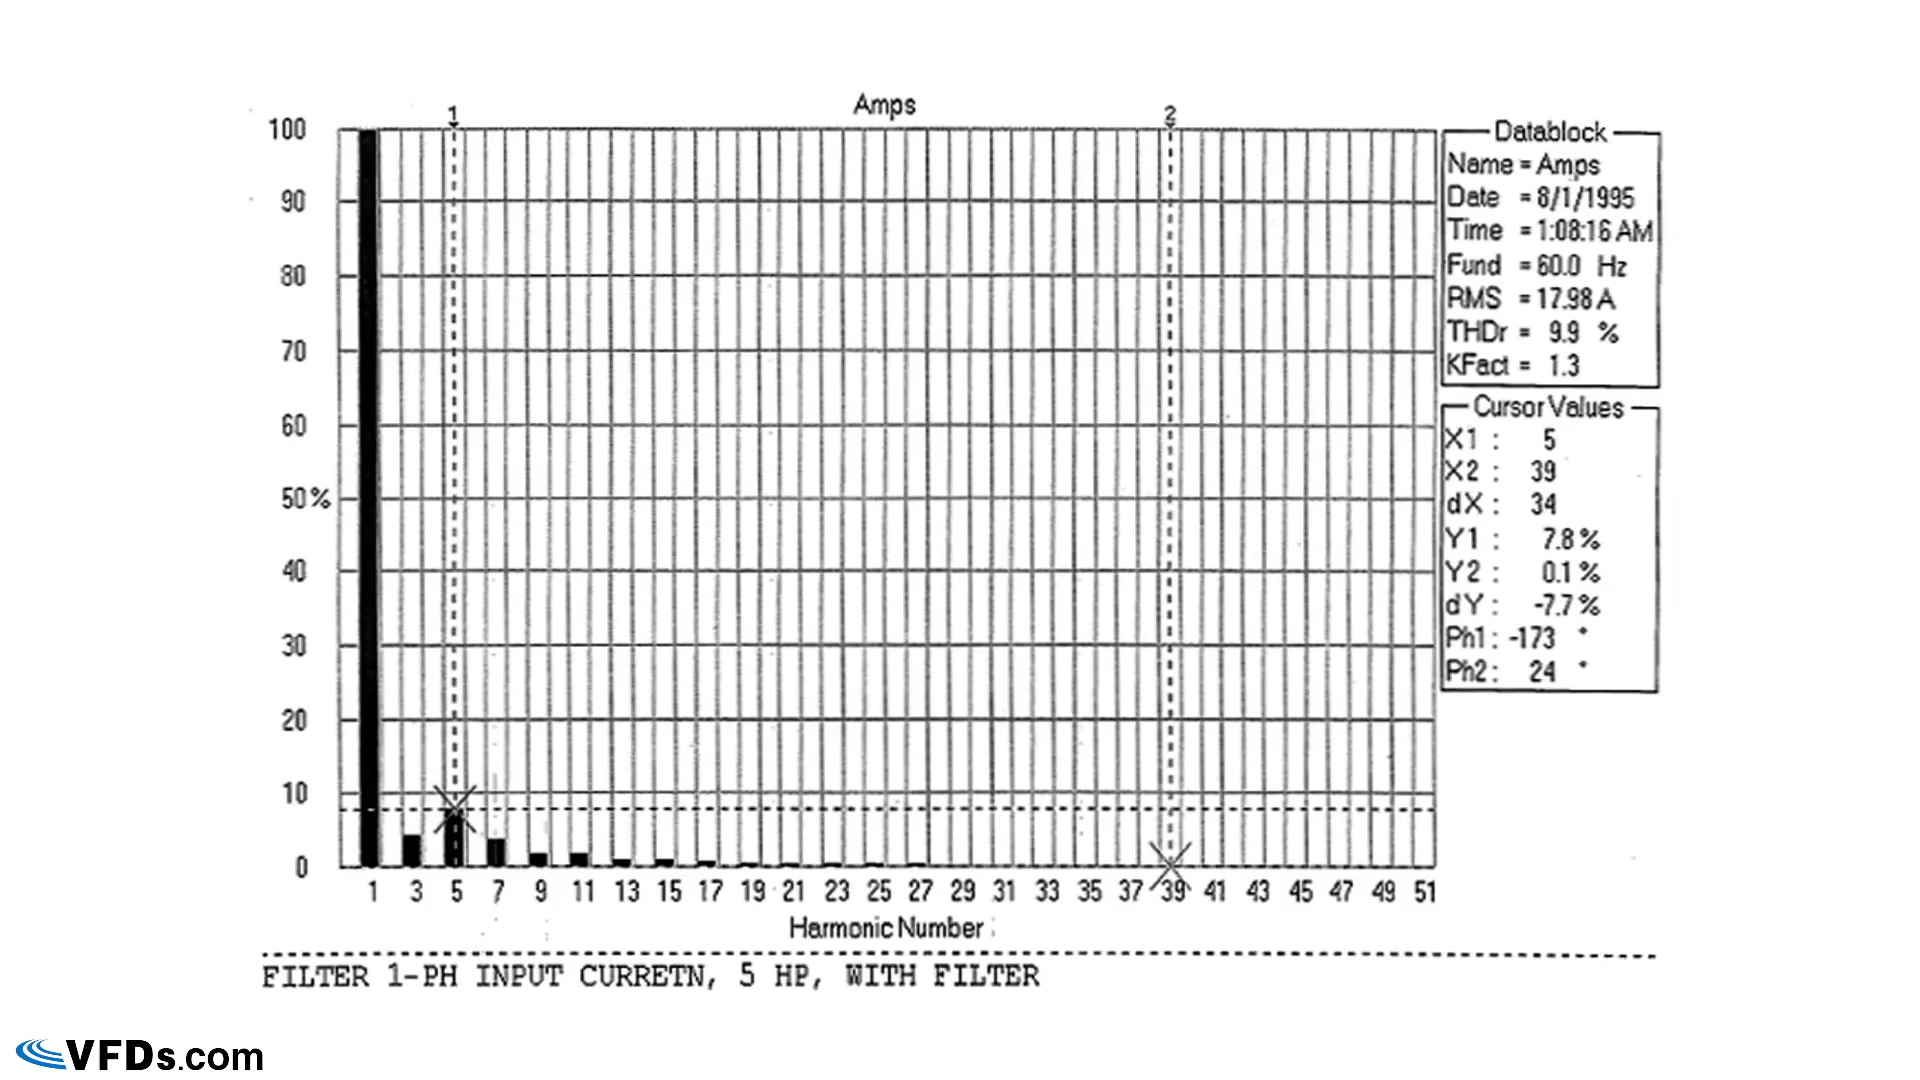 Amps
1
2
100
90
80
70
60
50%
40
30
20
10
0
1 3 5 7 9 11 13 15 17 19 21 23 25 27 29 31 33 35 37 39 41 43 45 47 49 51
Harmonic Number
Datablock
Name = Amps
Date = 8/1/1995
Time = 1:08:16 AM
Fund = 60.0 Hz
RMS = 17.98 A
THDr = 9.9 %
KFact = 1.3
Cursor Values
X1 : 5
X2 : 39
dX : 34
Y1 : 7.8 %
Y2 : 0.1 %
dY : -7.7 %
Ph1 : -173 °
Ph2 : 24 °
FILTER 1-PH INPUT CURRETN, 5 HP, WITH FILTER
VFDs.com